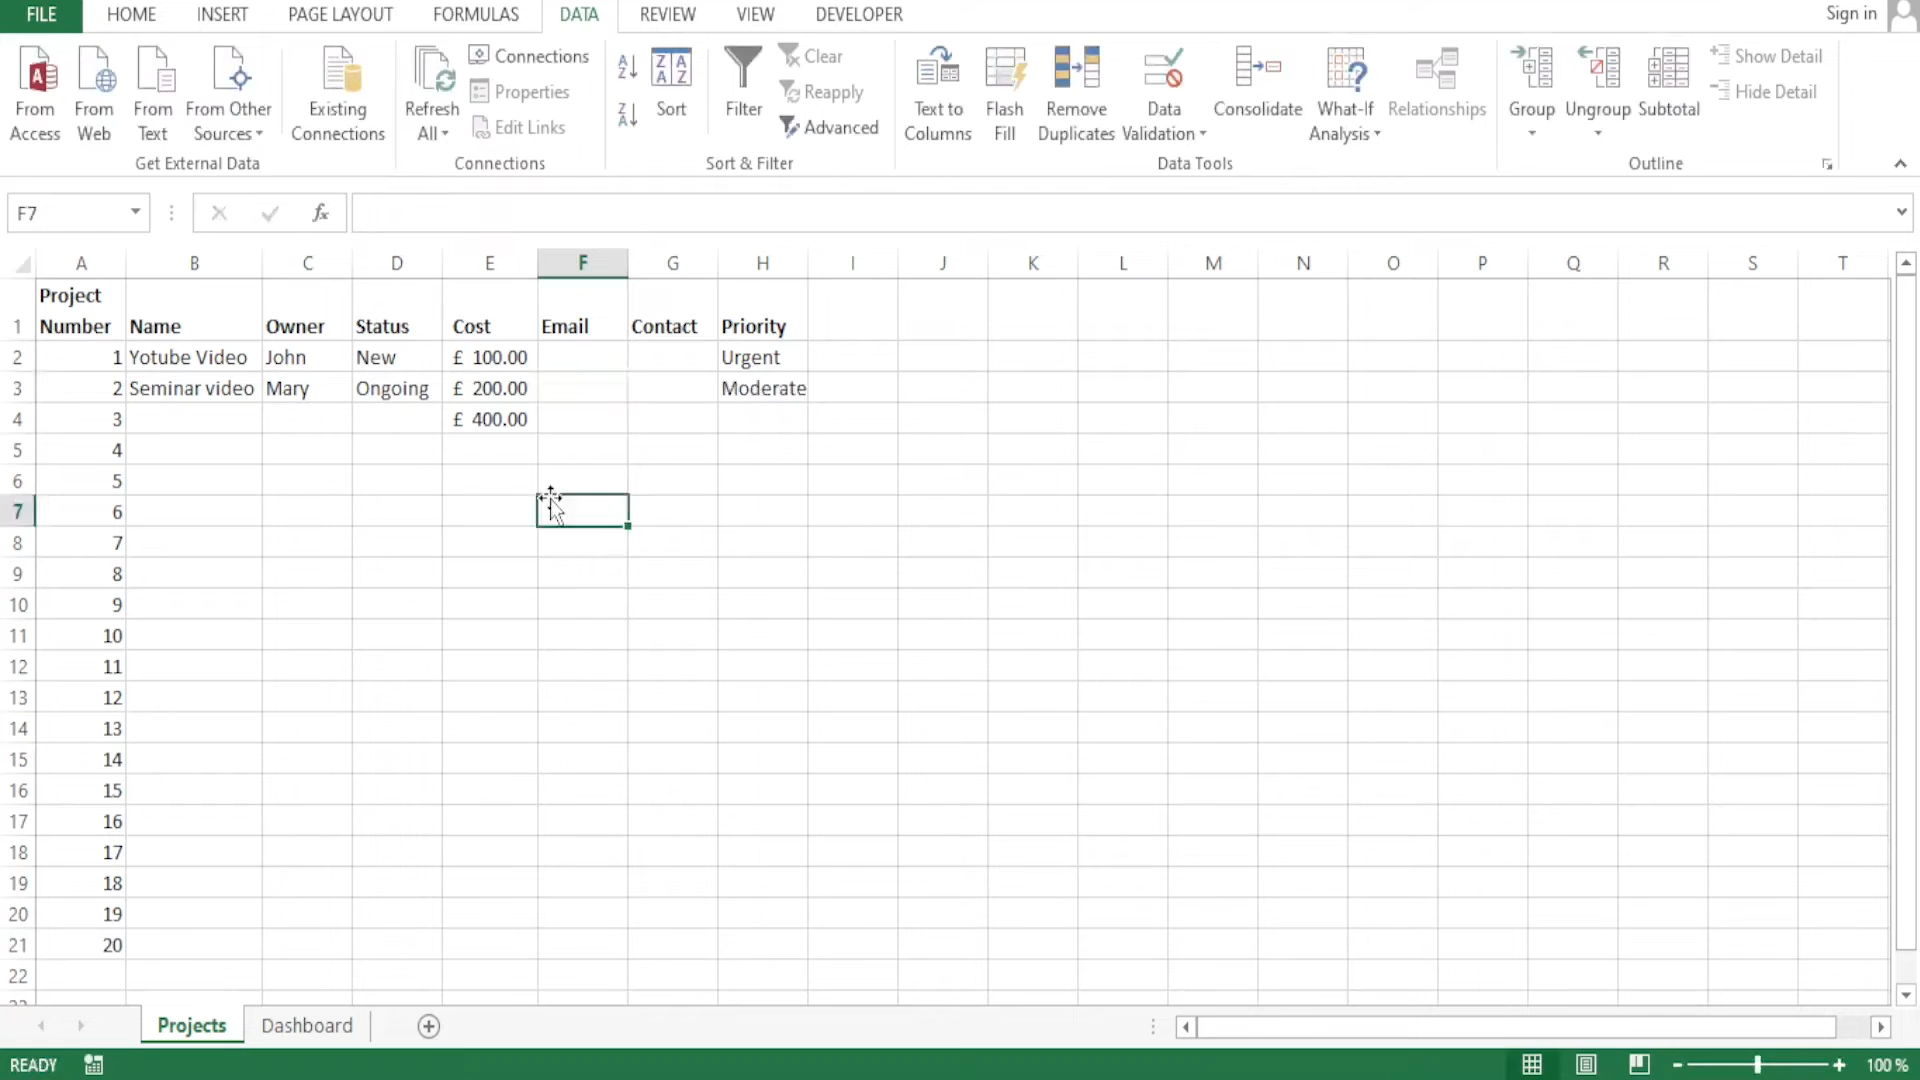 FILE HOME INSERT PAGE LAYOUT FORMULAS DATA REVIEW VIEW DEVELOPER Sign in
From Access From Web From Text From Other Sources Existing Connections
Get External Data
Refresh All Connections Properties Edit Links
Connections
A Z Z A Z A A Z Sort Filter Clear Reapply Advanced
Sort & Filter
Text to Columns Flash Fill Remove Duplicates Data Validation Consolidate What-If Analysis Relationships
Data Tools
Group Ungroup Subtotal Show Detail Hide Detail
Outline
F7 fx
A B C D E F G H I J K L M N O P Q R S T
Project
1 Number Name Owner Status Cost Email Contact Priority
2 1 Yotube Video John New £ 100.00 Urgent
3 2 Seminar video Mary Ongoing £ 200.00 Moderate
4 3 £ 400.00
5 4
6 5
7 6
8 7
9 8
10 9
11 10
12 11
13 12
14 13
15 14
16 15
17 16
18 17
19 18
20 19
21 20
22
Projects Dashboard
READY 100 %